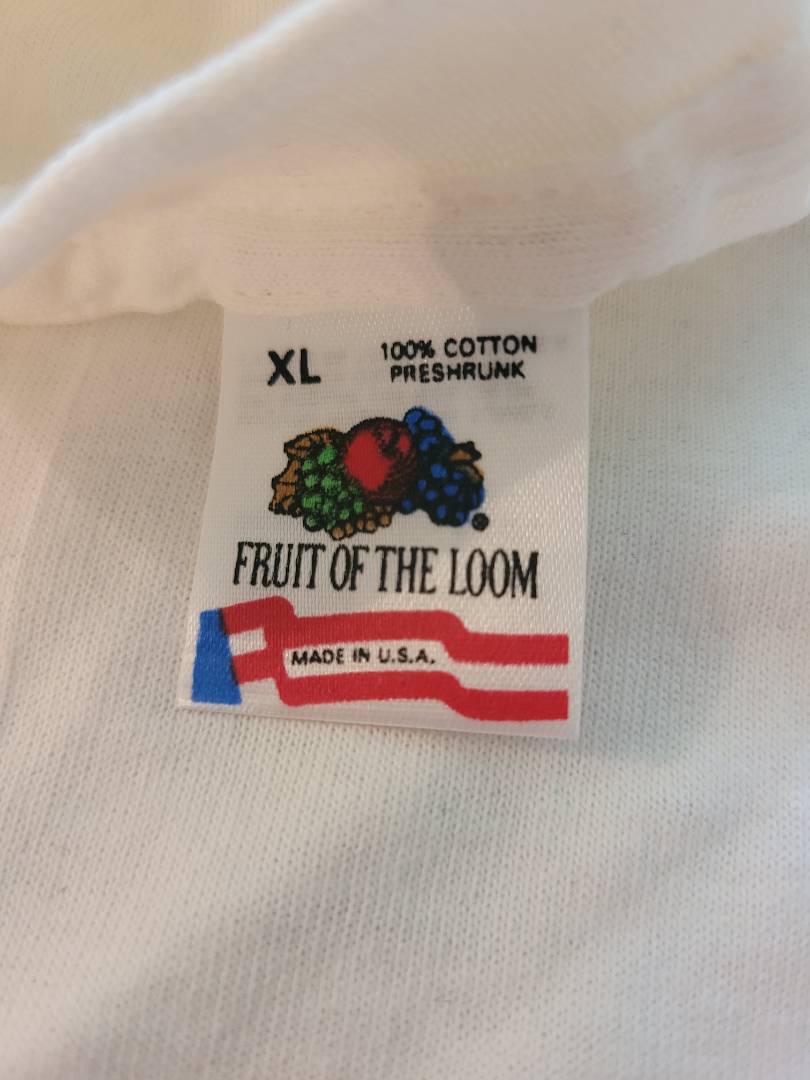 XL
100% COTTON
PRESHRUNK
FRUIT OF THE LOOM
MADE IN U.S.A.